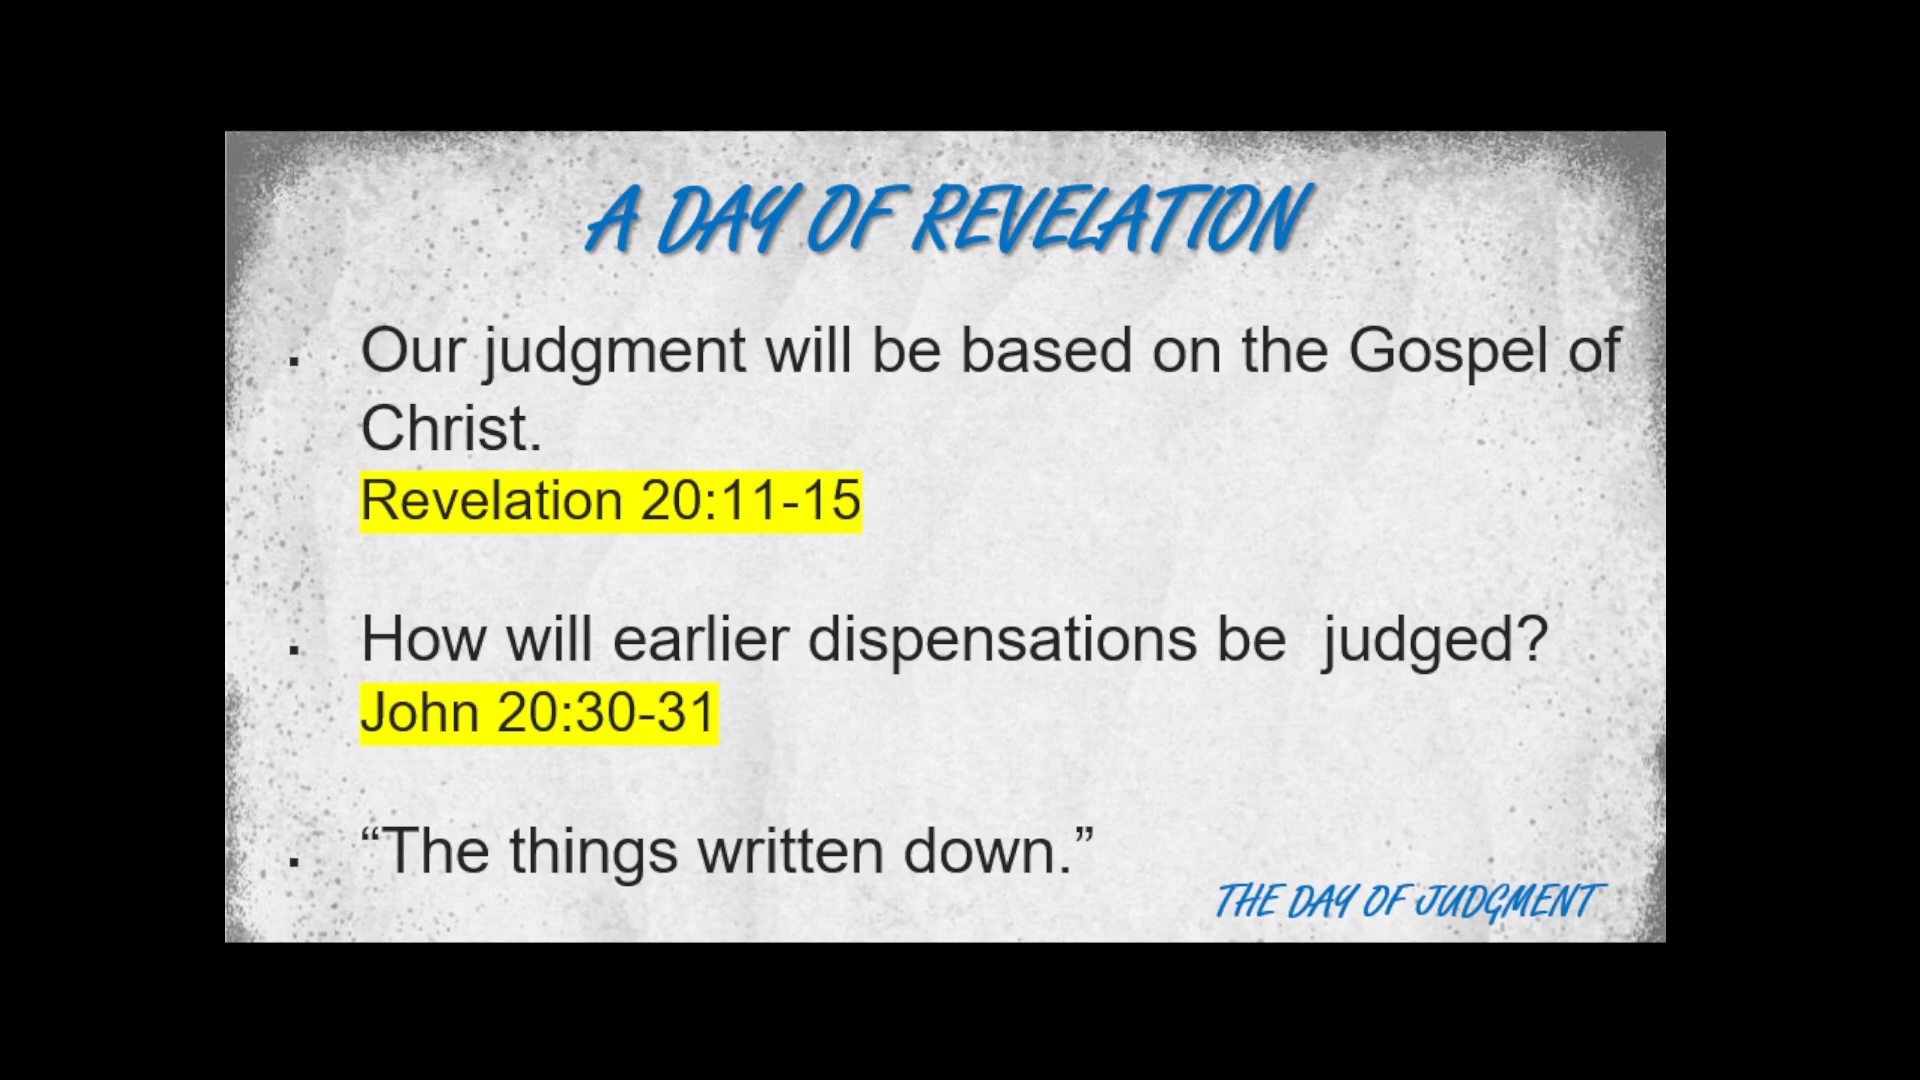 A DAY OF REVELATION
▪ Our judgment will be based on the Gospel of
Christ.
Revelation 20:11-15
▪ How will earlier dispensations be  judged?
John 20:30-31
▪ “The things written down.”
THE DAY OF JUDGMENT